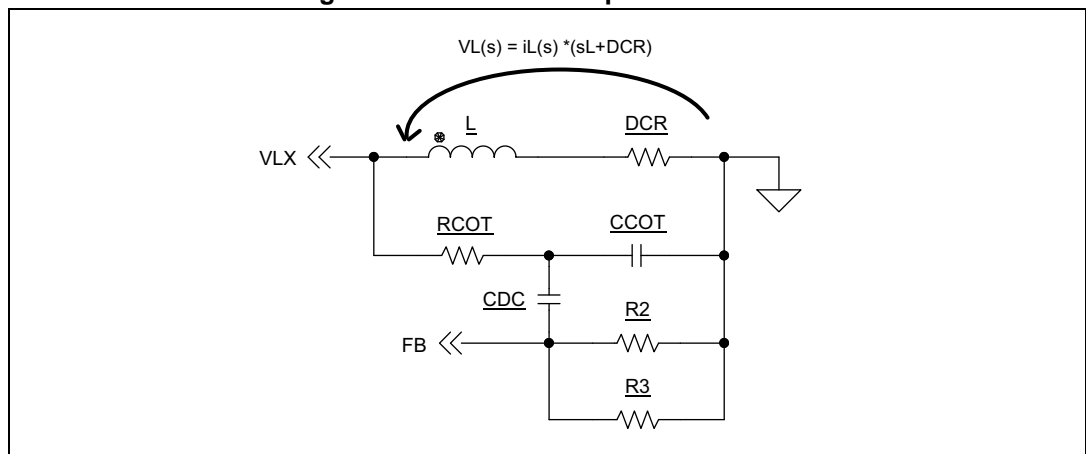 VL(s) = iL(s) *(sL+DCR)
L
DCR
VLX
RCOT
CCOT
CDC
R2
FB
R3